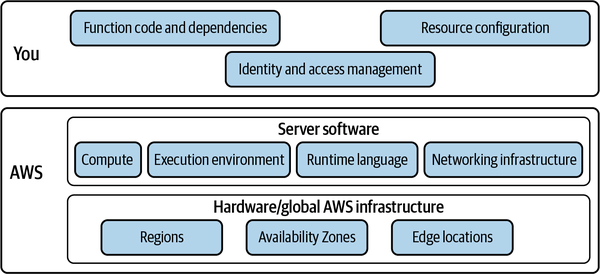 Function code and dependencies
Resource configuration
You
Identity and access management
Server software
AWS
Compute
Execution environment
Runtime language
Networking infrastructure
Hardware/global AWS infrastructure
Regions
Availability Zones
Edge locations